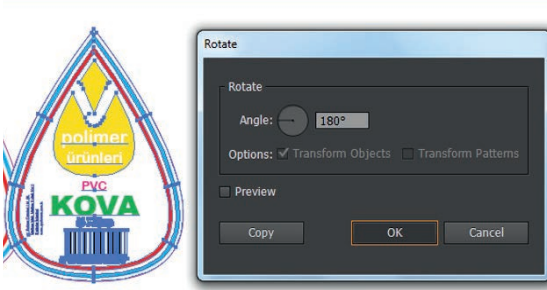 polimer
ürünleri
PVC
KOVA
Rotate
Rotate
Angle: 180°
Options: Transform Objects Transform Patterns
Preview
Copy OK Cancel